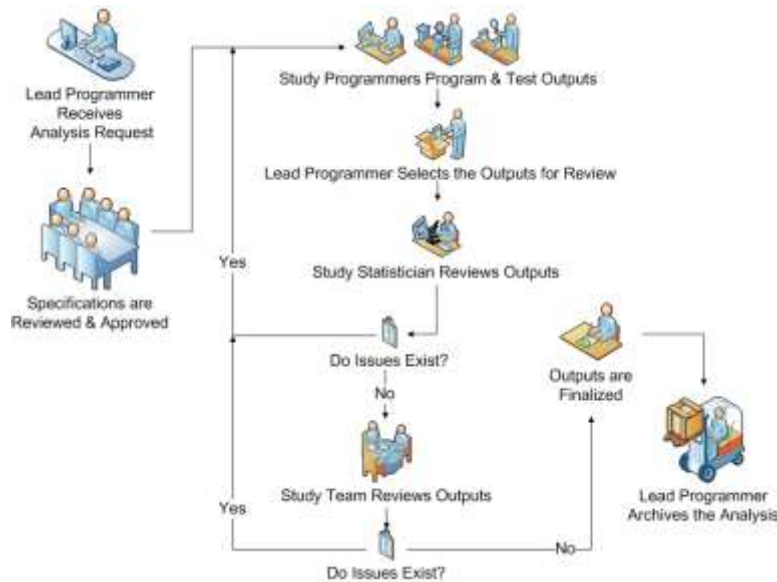 Lead Programmer
Receives
Analysis Request
Specifications are
Reviewed & Approved
Study Programmers Program & Test Outputs
Lead Programmer Selects the Outputs for Review
Study Statistician Reviews Outputs
Yes
Do Issues Exist?
No
Study Team Reviews Outputs
Yes
Do Issues Exist?
No
Outputs are
Finalized
Lead Programmer
Archives the Analysis